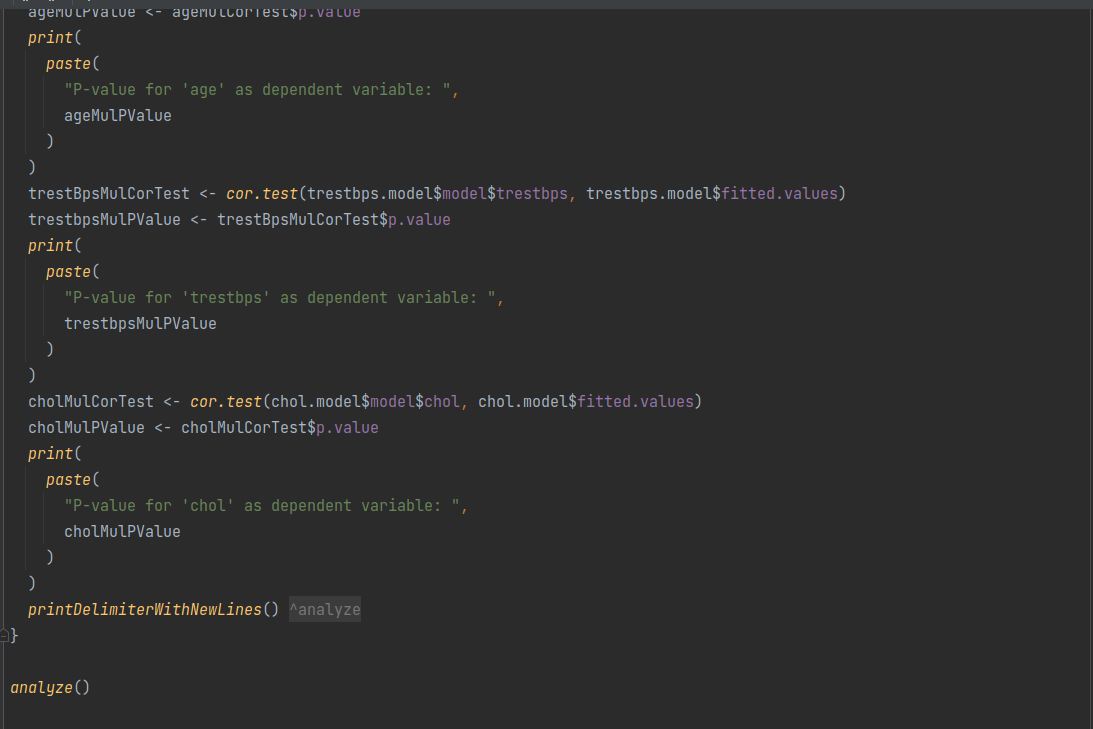 ageMulPValue <- ageMulCorTest$p.value
print(
paste(
"P-value for 'age' as dependent variable: ",
ageMulPValue
)
)
trestBpsMulCorTest <- cor.test(trestbps.model$model$trestbps, trestbps.model$fitted.values)
trestbpsMulPValue <- trestBpsMulCorTest$p.value
print(
paste(
"P-value for 'trestbps' as dependent variable: ",
trestbpsMulPValue
)
)
cholMulCorTest <- cor.test(chol.model$model$chol, chol.model$fitted.values)
cholMulPValue <- cholMulCorTest$p.value
print(
paste(
"P-value for 'chol' as dependent variable: ",
cholMulPValue
)
)
printDelimiterWithNewLines() ^analyze
}
analyze()